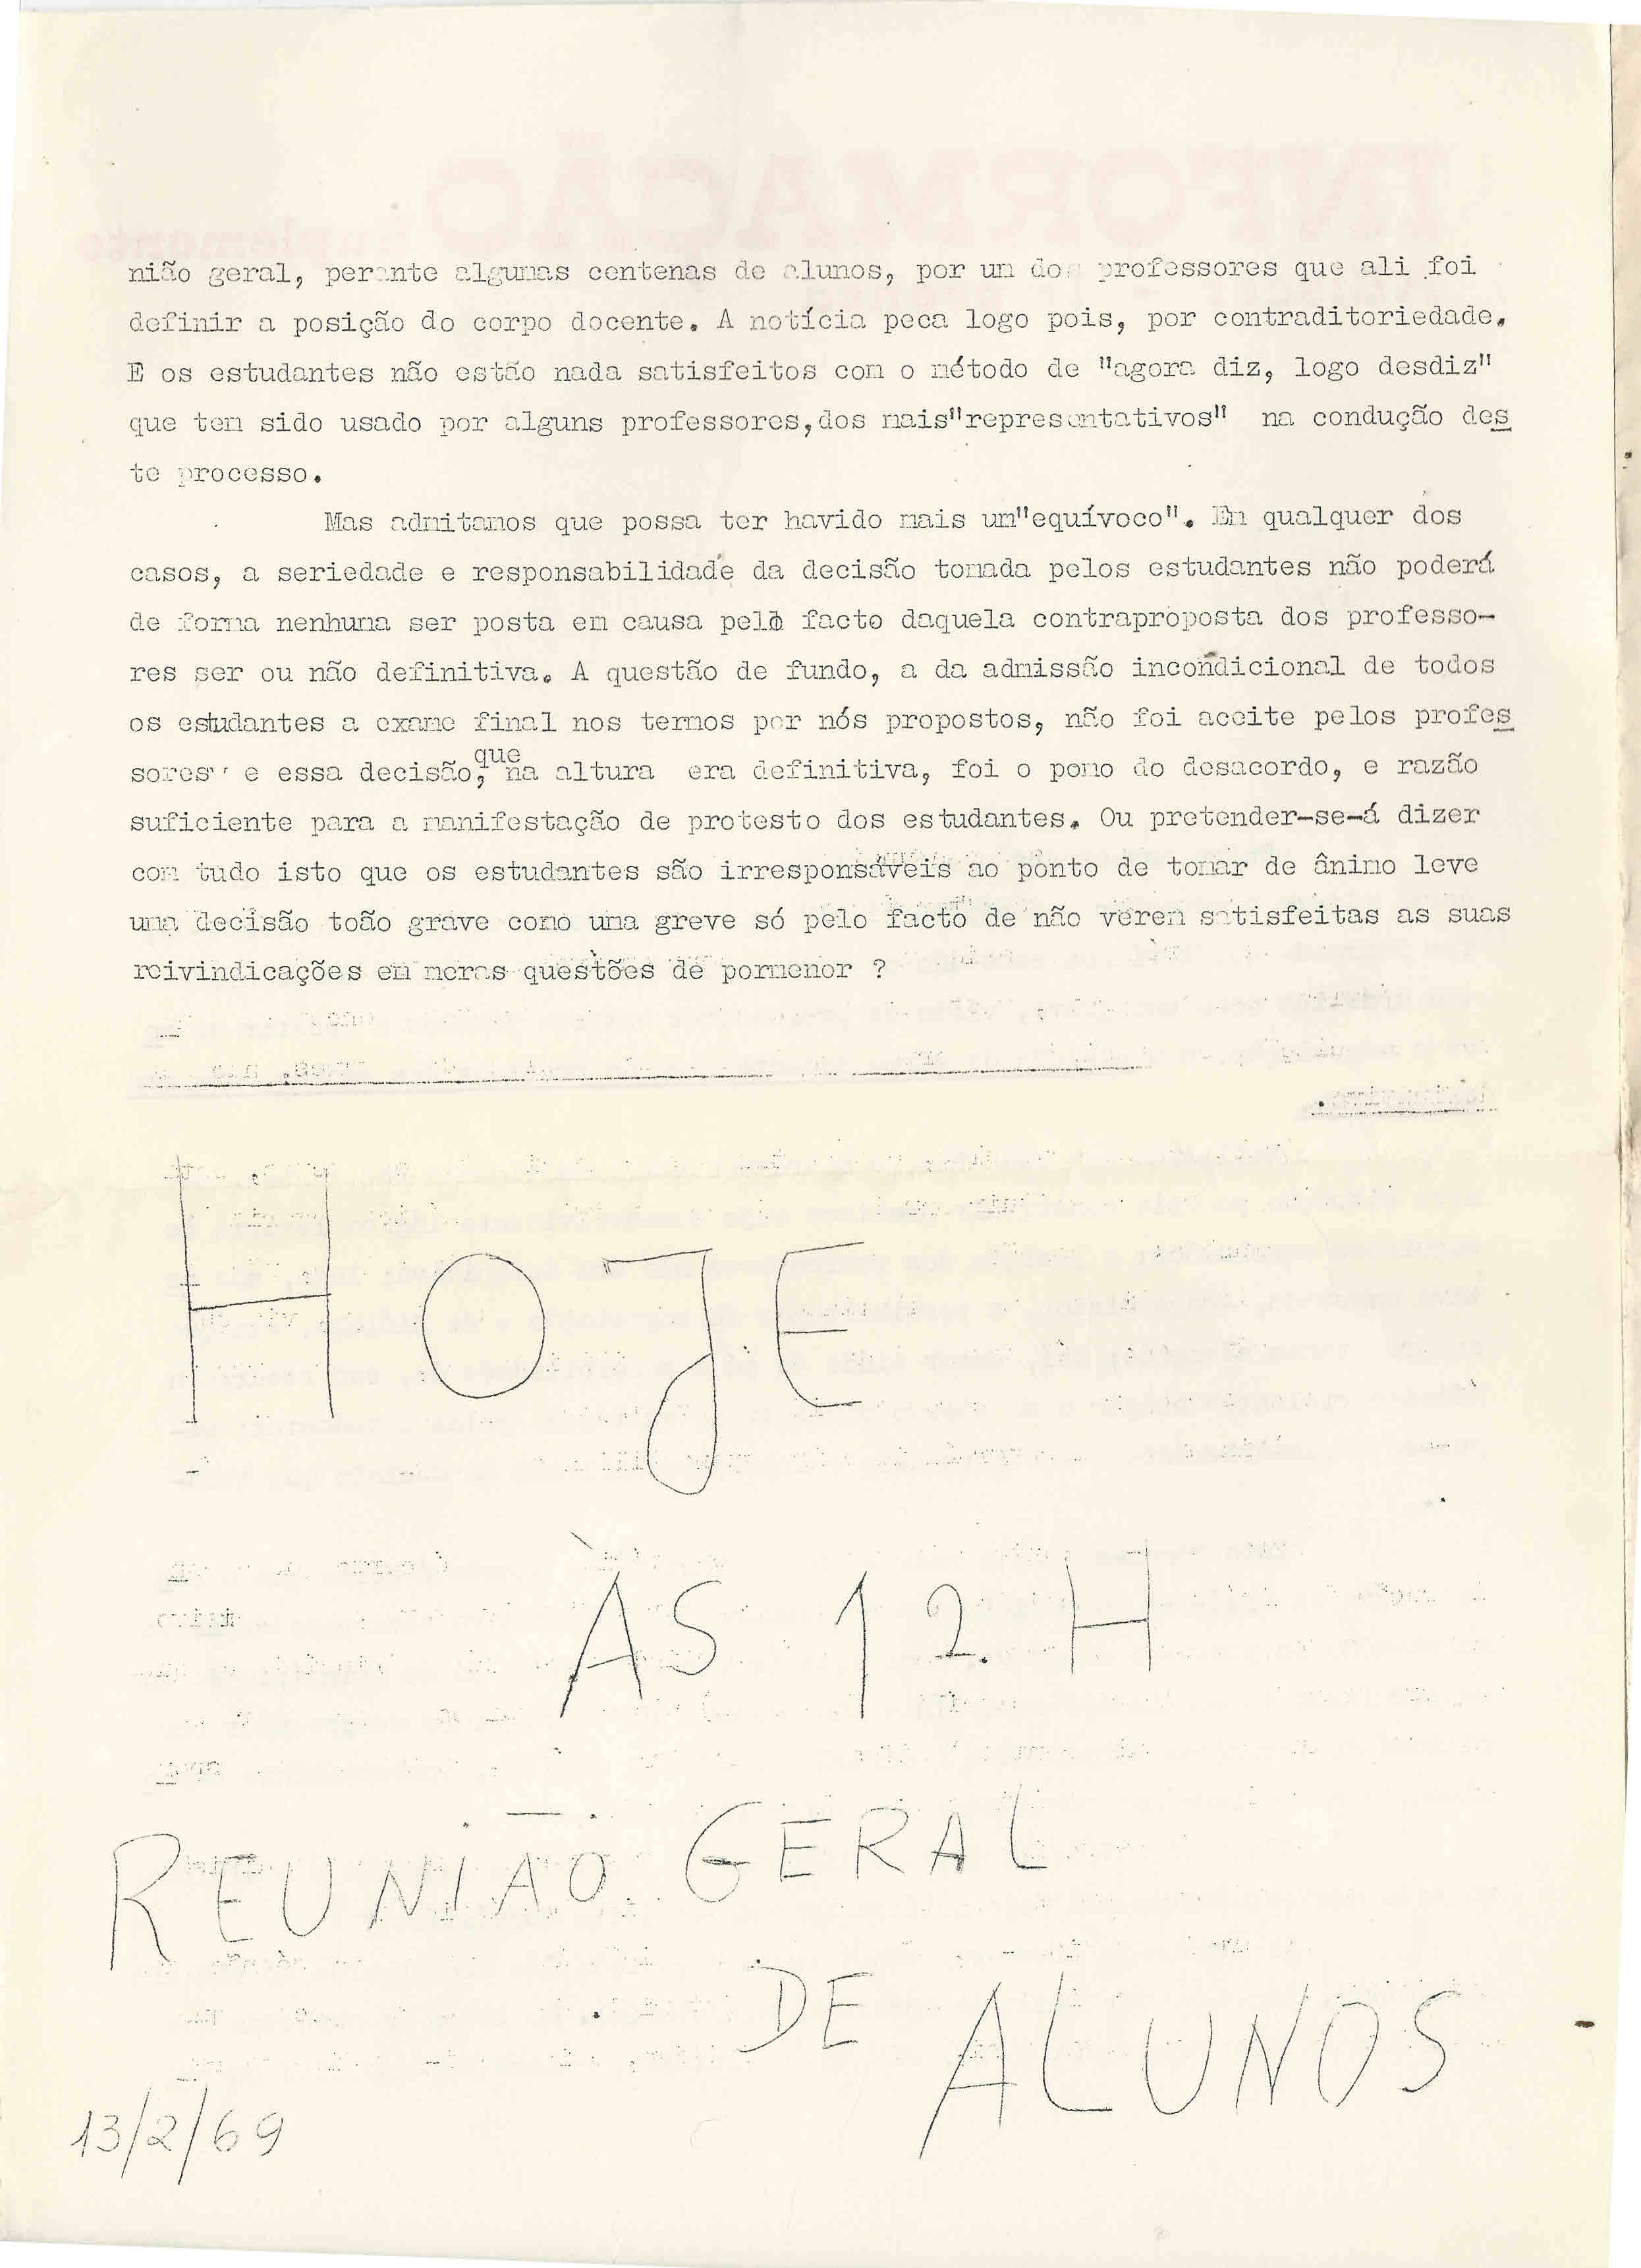 nião geral, perante algumas centenas de alunos, por um dos professores que ali foi
definir a posição do corpo docente. A notícia peca logo pois, por contraditoriedade.
E os estudantes não estão nada satisfeitos com o método de "agora diz, logo desdiz"
que tem sido usado por alguns professores,dos mais"representativos" na condução des
te processo.
Mas admitamos que possa ter havido mais um"equívoco". Em qualquer dos
casos, a seriedade e responsabilidade da decisão tomada pelos estudantes não poderá
de forma nenhuma ser posta em causa pelo facto daquela contraproposta dos professo-
res ser ou não definitiva. A questão de fundo, a da admissão incondicional de todos
os estudantes a exame final nos termos por nós propostos, não foi aceite pelos profes
sores, e essa decisão, que na altura era definitiva, foi o pomo do desacordo, e razão
suficiente para a manifestação de protesto dos estudantes. Ou pretender-se-á dizer
com tudo isto que os estudantes são irresponsáveis ao ponto de tomar de ânimo leve
uma decisão toão grave como uma greve só pelo facto de não verem satisfeitas as suas
reivindicações em meras questões de pormenor ?
HOJE
ÀS 12 H
REUNIÃO GERAL
DE ALUNOS
13/2/69